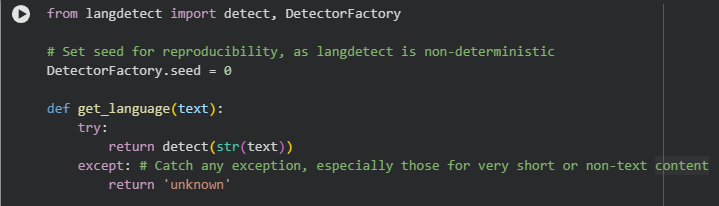 from langdetect import detect, DetectorFactory
# Set seed for reproducibility, as langdetect is non-deterministic
DetectorFactory.seed = 0
def get_language(text):
    try:
        return detect(str(text))
    except: # Catch any exception, especially those for very short or non-text content
        return 'unknown'